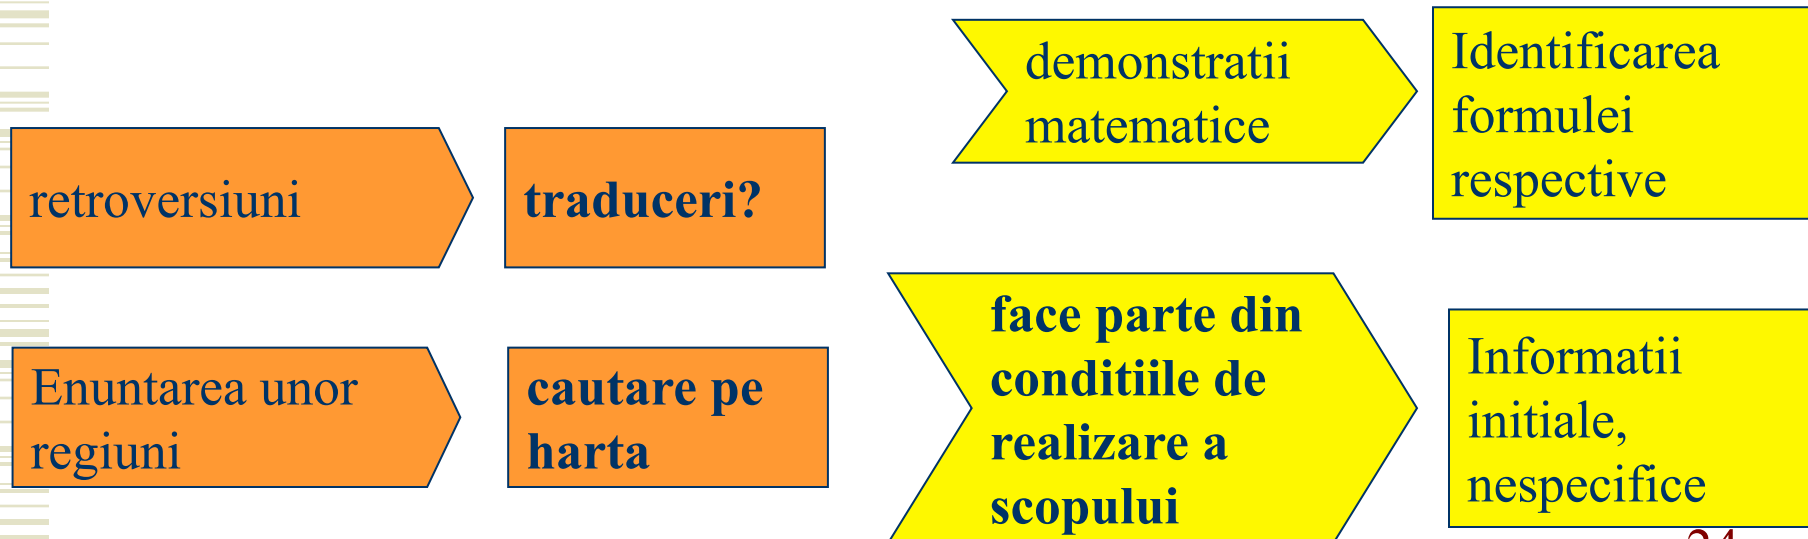 retroversiuni
traduceri?
Enuntarea unor
regiuni
cautare pe
harta
demonstratii
matematice
Identificarea
formulei
respective
face parte din
conditiile de
realizare a
scopului
Informatii
initiale,
nespecifice